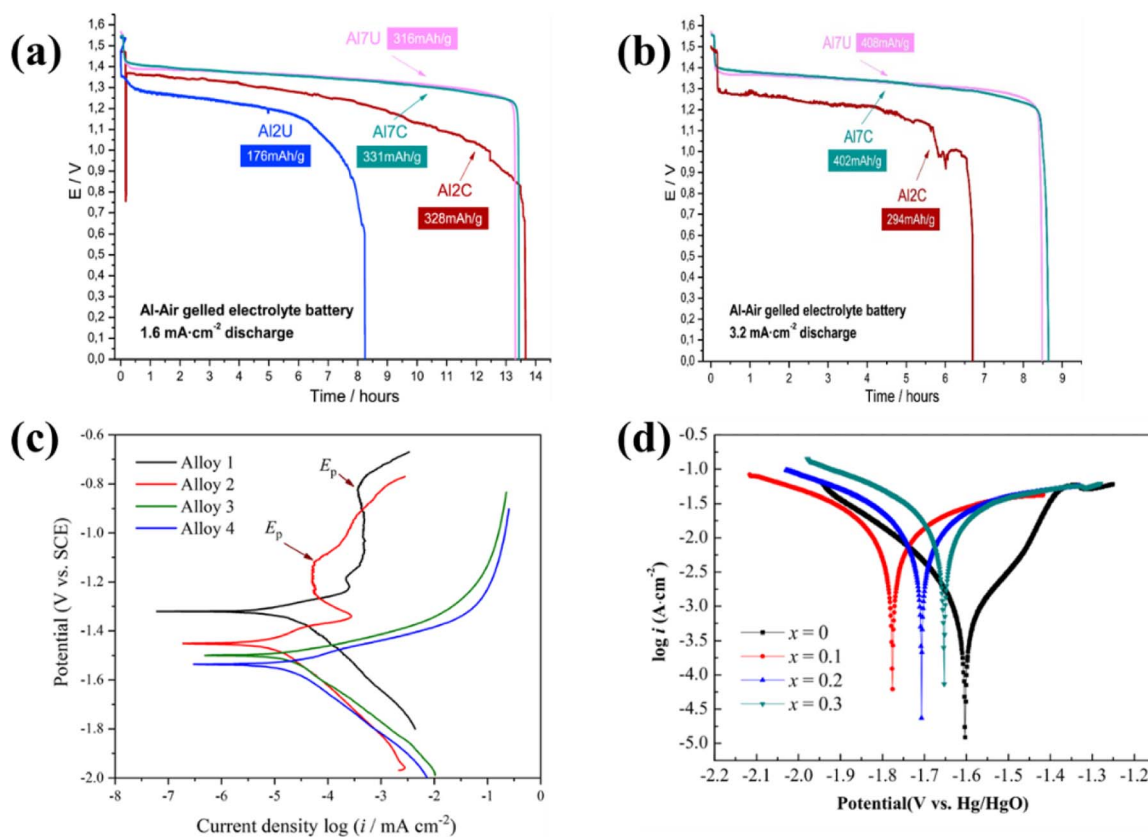 (a)
1,6
1,5
1,4
1,3
1,2
1,1
1,0
0,9
0,8
0,7
0,6
0,5
0,4
0,3
0,2
0,1
0,0
E / V
Al7U 316mAh/g
Al2U
176mAh/g
Al7C
331mAh/g
Al2C
328mAh/g
Al-Air gelled electrolyte battery
1.6 mA·cm⁻² discharge
0 1 2 3 4 5 6 7 8 9 10 11 12 13 14
Time / hours
(b)
1,6
1,5
1,4
1,3
1,2
1,1
1,0
0,9
0,8
0,7
0,6
0,5
0,4
0,3
0,2
0,1
0,0
E / V
Al7U 408mAh/g
Al7C
402mAh/g
Al2C
294mAh/g
Al-Air gelled electrolyte battery
3.2 mA·cm⁻² discharge
0 1 2 3 4 5 6 7 8 9
Time / hours
(c)
-0.6
-0.8
-1.0
-1.2
-1.4
-1.6
-1.8
-2.0
Potential (V vs. SCE)
Alloy 1
Alloy 2
Alloy 3
Alloy 4
Ep
Ep
-8 -7 -6 -5 -4 -3 -2 -1 0
Current density log (i / mA cm⁻²)
(d)
-0.5
-1.0
-1.5
-2.0
-2.5
-3.0
-3.5
-4.0
-4.5
-5.0
log i (A·cm⁻²)
x = 0
x = 0.1
x = 0.2
x = 0.3
-2.2 -2.1 -2.0 -1.9 -1.8 -1.7 -1.6 -1.5 -1.4 -1.3 -1.2
Potential(V vs. Hg/HgO)